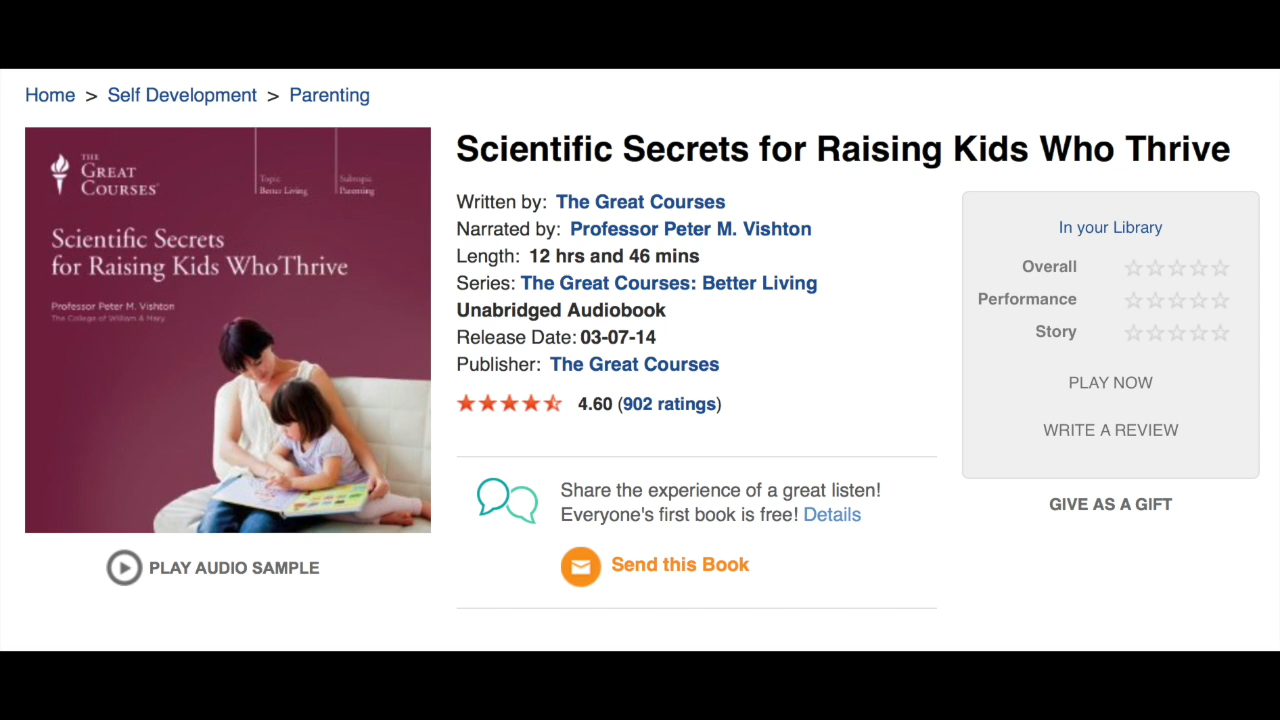 Home > Self Development > Parenting
THE
GREAT
COURSES
Topic
Better Living
Subtopic
Parenting
Scientific Secrets
for Raising Kids Who Thrive
Professor Peter M. Vishton
The College of William & Mary
PLAY AUDIO SAMPLE
Scientific Secrets for Raising Kids Who Thrive
Written by: The Great Courses
Narrated by: Professor Peter M. Vishton
Length: 12 hrs and 46 mins
Series: The Great Courses: Better Living
Unabridged Audiobook
Release Date: 03-07-14
Publisher: The Great Courses
4.60 (902 ratings)
Share the experience of a great listen!
Everyone's first book is free! Details
Send this Book
In your Library
Overall
Performance
Story
PLAY NOW
WRITE A REVIEW
GIVE AS A GIFT